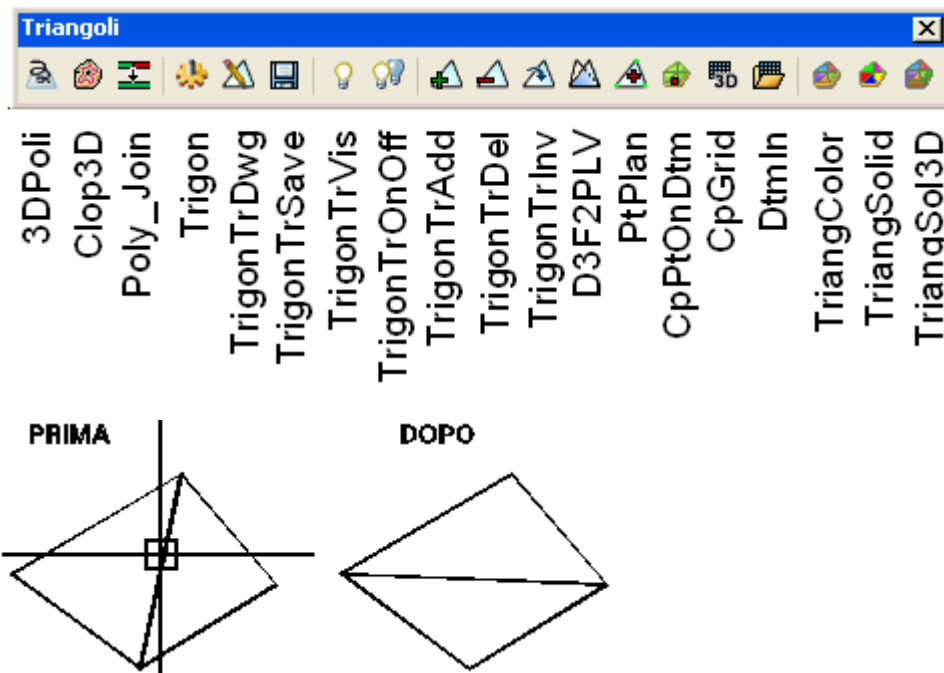 Triangoli
3D
3DPoli
Clop3D
Poly_Join
Trigon
TrigonTrDwg
TrigonTrSave
TrigonTrVis
TrigonTrOnOff
TrigonTrAdd
TrigonTrDel
TrigonTrInv
D3F2PLV
PtPlan
CpPtOnDtm
CpGrid
DtmIn
TriangColor
TriangSolid
TriangSol3D
PRIMA
DOPO